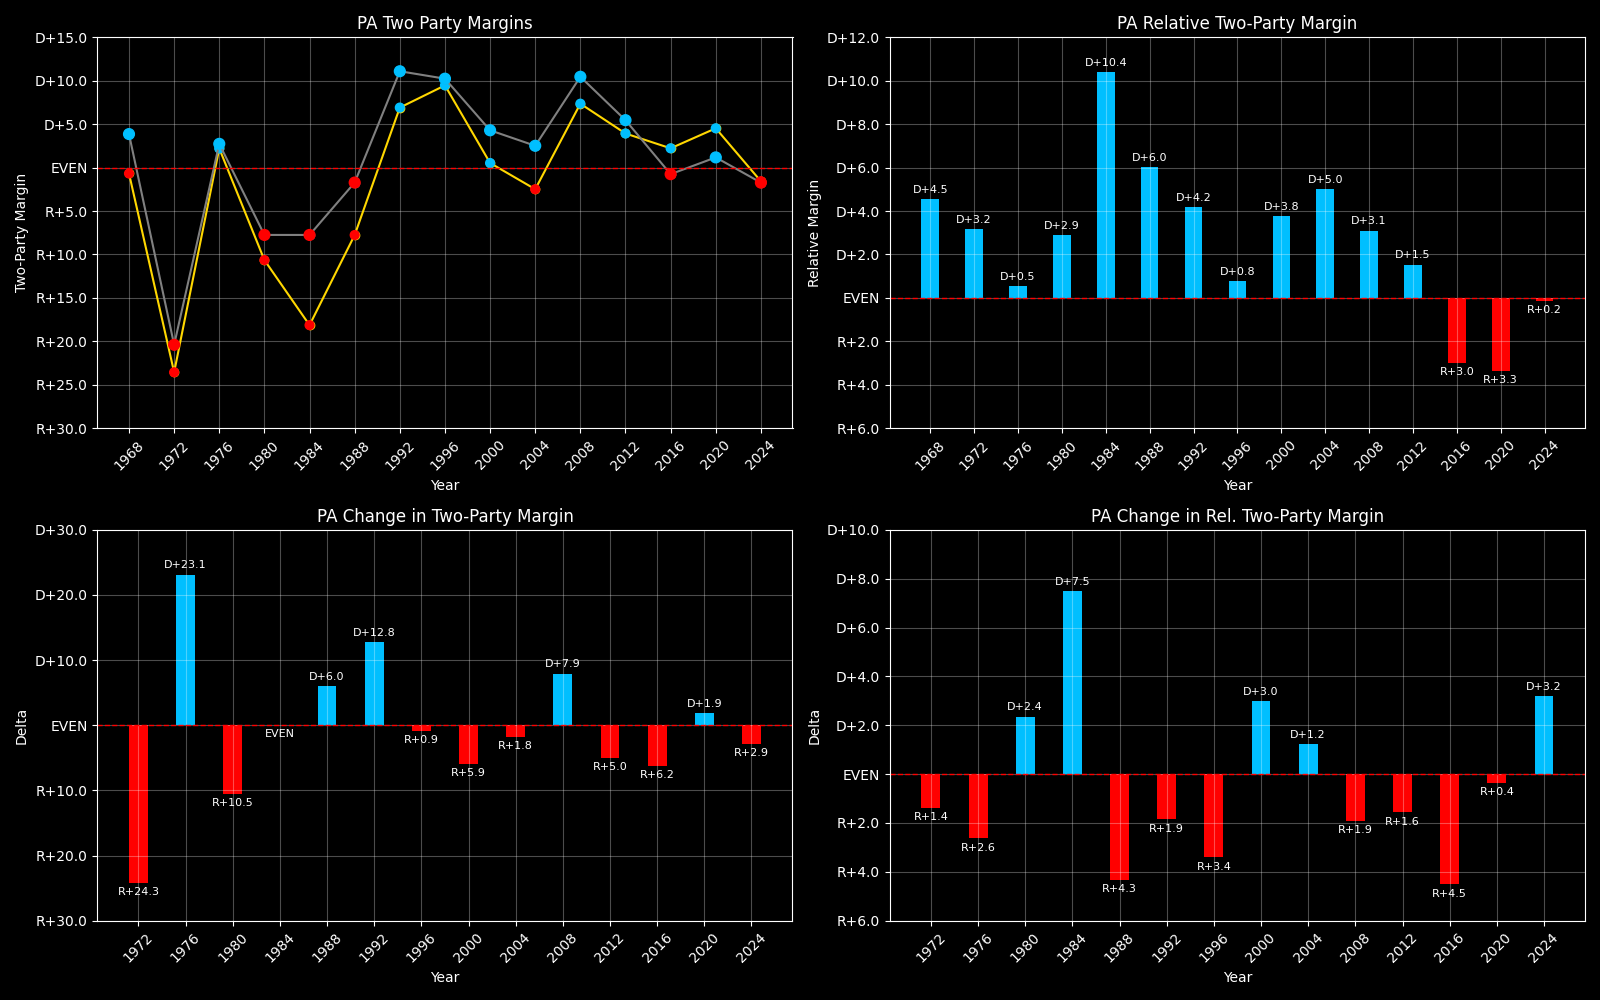 PA Two Party Margins
D+15.0
D+10.0
D+5.0
EVEN
R+5.0
R+10.0
R+15.0
R+20.0
R+25.0
R+30.0
Two-Party Margin
1968 1972 1976 1980 1984 1988 1992 1996 2000 2004 2008 2012 2016 2020 2024
Year
PA Relative Two-Party Margin
D+12.0
D+10.0
D+8.0
D+6.0
D+4.0
D+2.0
EVEN
R+2.0
R+4.0
R+6.0
Relative Margin
D+4.5 D+3.2 D+0.5 D+2.9 D+10.4 D+6.0 D+4.2 D+0.8 D+3.8 D+5.0 D+3.1 D+1.5 R+3.0 R+3.3 R+0.2
1968 1972 1976 1980 1984 1988 1992 1996 2000 2004 2008 2012 2016 2020 2024
Year
PA Change in Two-Party Margin
D+30.0
D+20.0
D+10.0
EVEN
R+10.0
R+20.0
R+30.0
Delta
R+24.3 D+23.1 R+10.5 EVEN D+6.0 D+12.8 R+0.9 R+5.9 R+1.8 D+7.9 R+5.0 R+6.2 D+1.9 R+2.9
1972 1976 1980 1984 1988 1992 1996 2000 2004 2008 2012 2016 2020 2024
Year
PA Change in Rel. Two-Party Margin
D+10.0
D+8.0
D+6.0
D+4.0
D+2.0
EVEN
R+2.0
R+4.0
R+6.0
Delta
R+1.4 R+2.6 D+2.4 D+7.5 R+4.3 R+1.9 R+3.4 D+3.0 D+1.2 R+1.9 R+1.6 R+4.5 R+0.4 D+3.2
1972 1976 1980 1984 1988 1992 1996 2000 2004 2008 2012 2016 2020 2024
Year